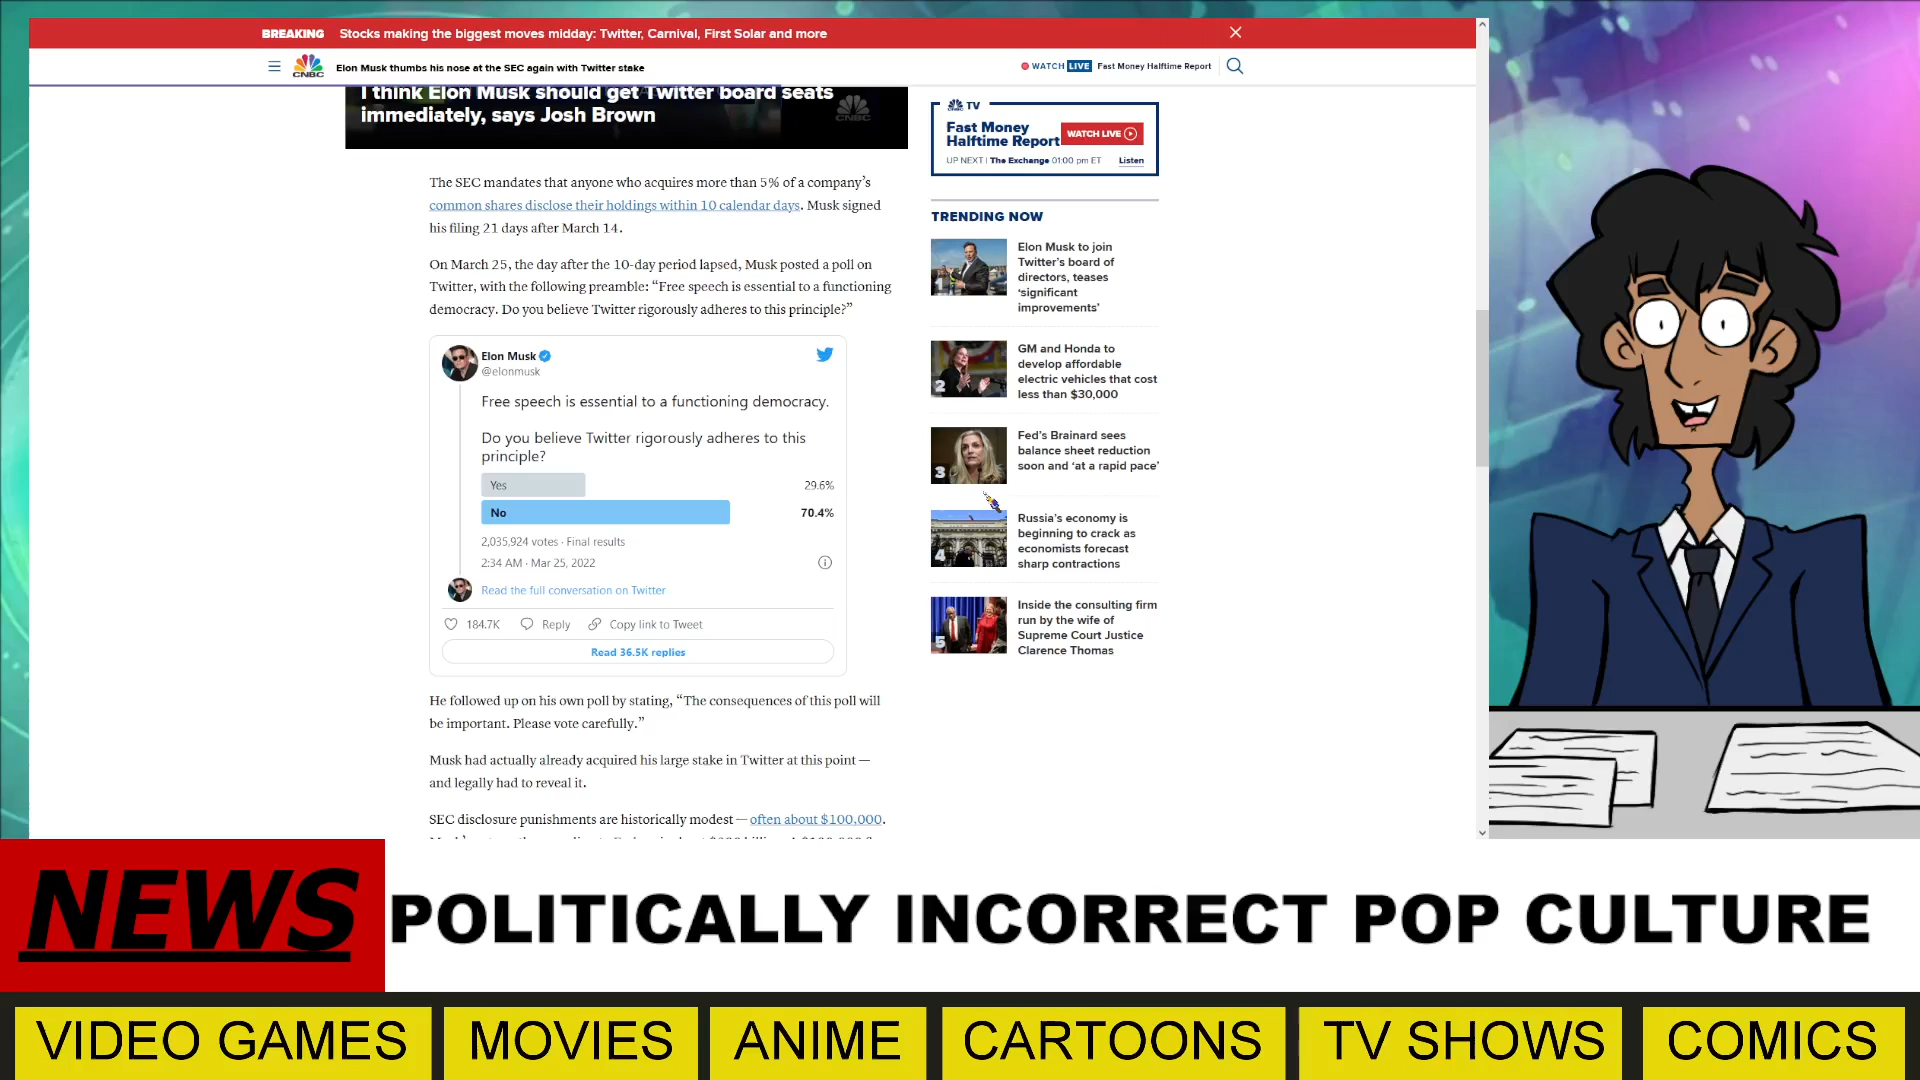 BREAKING Stocks making the biggest moves midday: Twitter, Carnival, First Solar and more
CNBC Elon Musk thumbs his nose at the SEC again with Twitter stake
WATCH LIVE Fast Money Halftime Report
I think Elon Musk should get Twitter board seats
immediately, says Josh Brown
CNBC
The SEC mandates that anyone who acquires more than 5% of a company’s
common shares disclose their holdings within 10 calendar days. Musk signed
his filing 21 days after March 14.
On March 25, the day after the 10-day period lapsed, Musk posted a poll on
Twitter, with the following preamble: “Free speech is essential to a functioning
democracy. Do you believe Twitter rigorously adheres to this principle?”
Elon Musk
@elonmusk
Free speech is essential to a functioning democracy.
Do you believe Twitter rigorously adheres to this
principle?
Yes 29.6%
No 70.4%
2,035,924 votes · Final results
2:34 AM · Mar 25, 2022
Read the full conversation on Twitter
184.7K Reply Copy link to Tweet
Read 36.5K replies
He followed up on his own poll by stating, “The consequences of this poll will
be important. Please vote carefully.”
Musk had actually already acquired his large stake in Twitter at this point —
and legally had to reveal it.
SEC disclosure punishments are historically modest — often about $100,000.
TV
Fast Money
Halftime Report
WATCH LIVE
UP NEXT | The Exchange 01:00 pm ET Listen
TRENDING NOW
1
Elon Musk to join
Twitter’s board of
directors, teases
‘significant
improvements’
2
GM and Honda to
develop affordable
electric vehicles that cost
less than $30,000
3
Fed’s Brainard sees
balance sheet reduction
soon and ‘at a rapid pace’
4
Russia’s economy is
beginning to crack as
economists forecast
sharp contractions
5
Inside the consulting firm
run by the wife of
Supreme Court Justice
Clarence Thomas
NEWS
POLITICALLY INCORRECT POP CULTURE
VIDEO GAMES MOVIES ANIME CARTOONS TV SHOWS COMICS